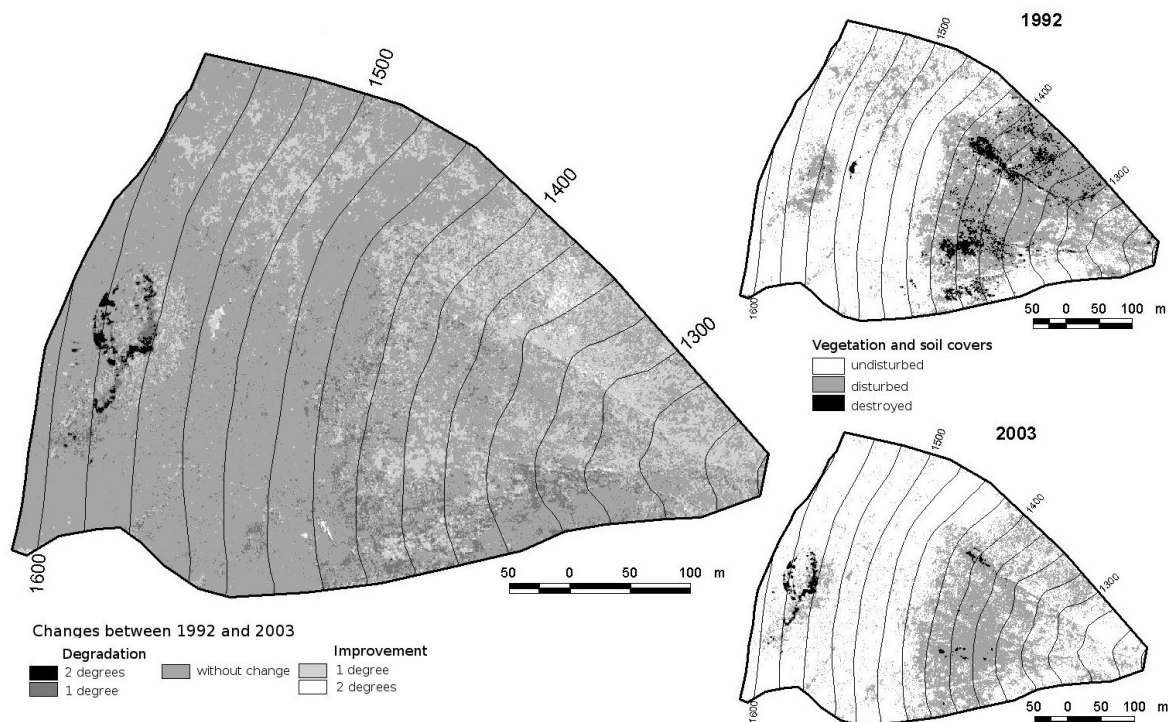 1500
1400
1300
1600
50 0 50 100 m
Changes between 1992 and 2003
Degradation
2 degrees
1 degree
without change
Improvement
1 degree
2 degrees
1992
1500
1400
1300
1600
50 0 50 100 m
Vegetation and soil covers
undisturbed
disturbed
destroyed
2003
1500
1400
1300
1600
50 0 50 100 m